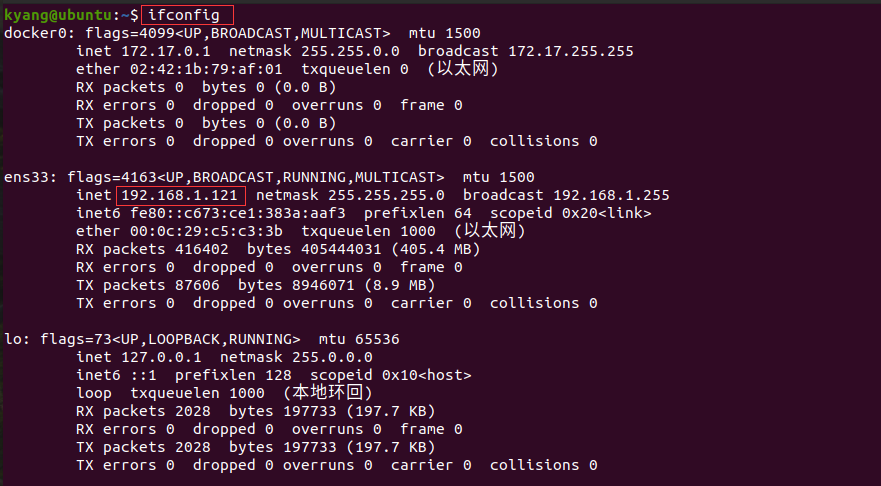 kyang@ubuntu:~$ ifconfig
docker0: flags=4099<UP,BROADCAST,MULTICAST>  mtu 1500
        inet 172.17.0.1  netmask 255.255.0.0  broadcast 172.17.255.255
        ether 02:42:1b:79:af:01  txqueuelen 0  (以太网)
        RX packets 0  bytes 0 (0.0 B)
        RX errors 0  dropped 0  overruns 0  frame 0
        TX packets 0  bytes 0 (0.0 B)
        TX errors 0  dropped 0 overruns 0  carrier 0  collisions 0

ens33: flags=4163<UP,BROADCAST,RUNNING,MULTICAST>  mtu 1500
        inet 192.168.1.121  netmask 255.255.255.0  broadcast 192.168.1.255
        inet6 fe80::c673:ce1:383a:aaf3  prefixlen 64  scopeid 0x20<link>
        ether 00:0c:29:c5:c3:3b  txqueuelen 1000  (以太网)
        RX packets 416402  bytes 405444031 (405.4 MB)
        RX errors 0  dropped 0  overruns 0  frame 0
        TX packets 87606  bytes 8946071 (8.9 MB)
        TX errors 0  dropped 0 overruns 0  carrier 0  collisions 0

lo: flags=73<UP,LOOPBACK,RUNNING>  mtu 65536
        inet 127.0.0.1  netmask 255.0.0.0
        inet6 ::1  prefixlen 128  scopeid 0x10<host>
        loop  txqueuelen 1000  (本地环回)
        RX packets 2028  bytes 197733 (197.7 KB)
        RX errors 0  dropped 0  overruns 0  frame 0
        TX packets 2028  bytes 197733 (197.7 KB)
        TX errors 0  dropped 0 overruns 0  carrier 0  collisions 0